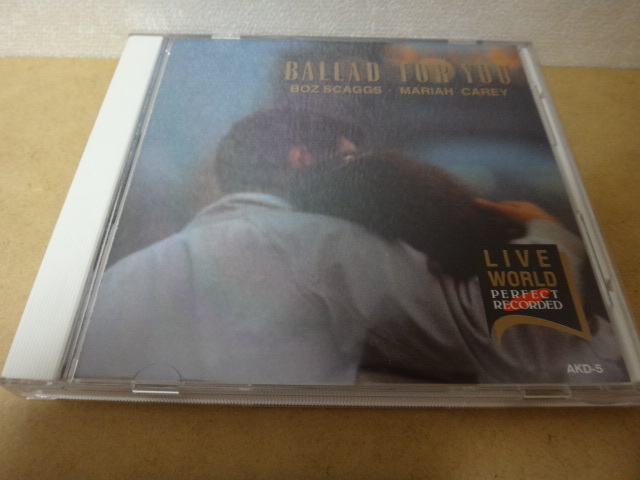 BALLAD FOR YOU
BOZ SCAGGS · MARIAH CAREY
LIVE
WORLD
PERFECT
RECORDED
AKD-5